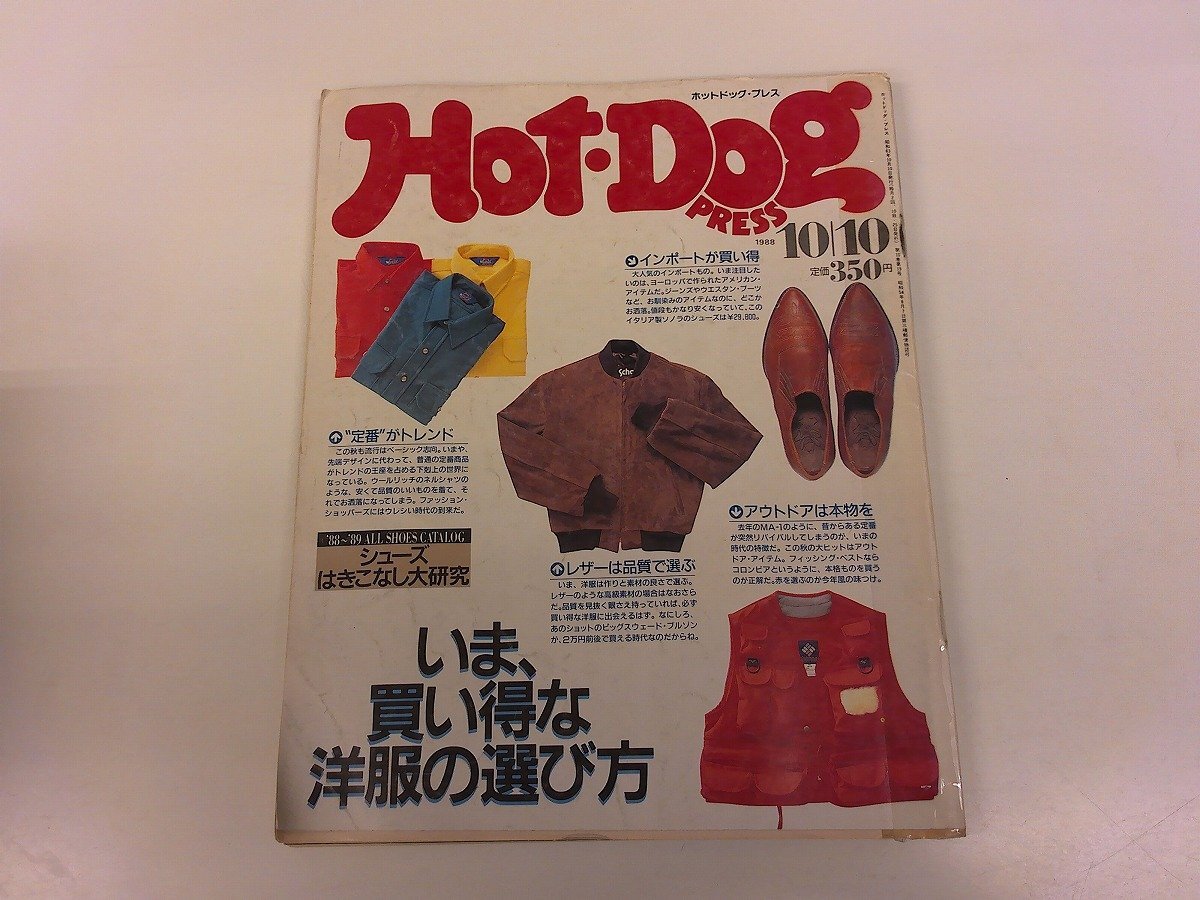 ホットドッグ・プレス
Hot·Dog
PRESS
1988
10|10
定価350円
インポートが買い得
大人気のインポートもの。いま注目した
いのは、ヨーロッパで作られたアメリカン・
アイテムだ。ジーンズやウエスタン・ブーツ
など、お馴染みのアイテムなのに、どこか
お洒落。値段もかなり安くなっていて、この
イタリア製ソノラのシューズは¥29,800。
"定番"がトレンド
この秋も流行はベーシック志向。いまや、
先端デザインに代わって、普通の定番商品
がトレンドの王座を占める下剋上の世界に
なっている。ウールリッチのネルシャツの
ような、安くて品質のいいものを着て、そ
れでお洒落になってしまう。ファッション・
ショッパーズにはウレシい時代の到来だ。
'88~'89 ALL SHOES CATALOG
シューズ
はきこなし大研究
Scho
レザーは品質で選ぶ
いま、洋服は作りと素材の良さで選ぶ。
レザーのような高級素材の場合はなおさら
だ。品質を見抜く眼さえ持っていれば、必ず
買い得な洋服に出会えるはず。なにしろ、
あのショットのピッグスウェード・ブルゾン
が、2万円前後で買える時代なのだからね。
アウトドアは本物を
去年のMA-1のように、昔からある定番
が突然リバイバルしてしまうのが、いまの
時代の特徴だ。この秋の大ヒットはアウト
ドア・アイテム。フィッシング・ベストなら
コロンビアというように、本格ものを買う
のか正解だ。赤を選ぶのが今年風の味つけ。
いま、
買い得な
洋服の選び方